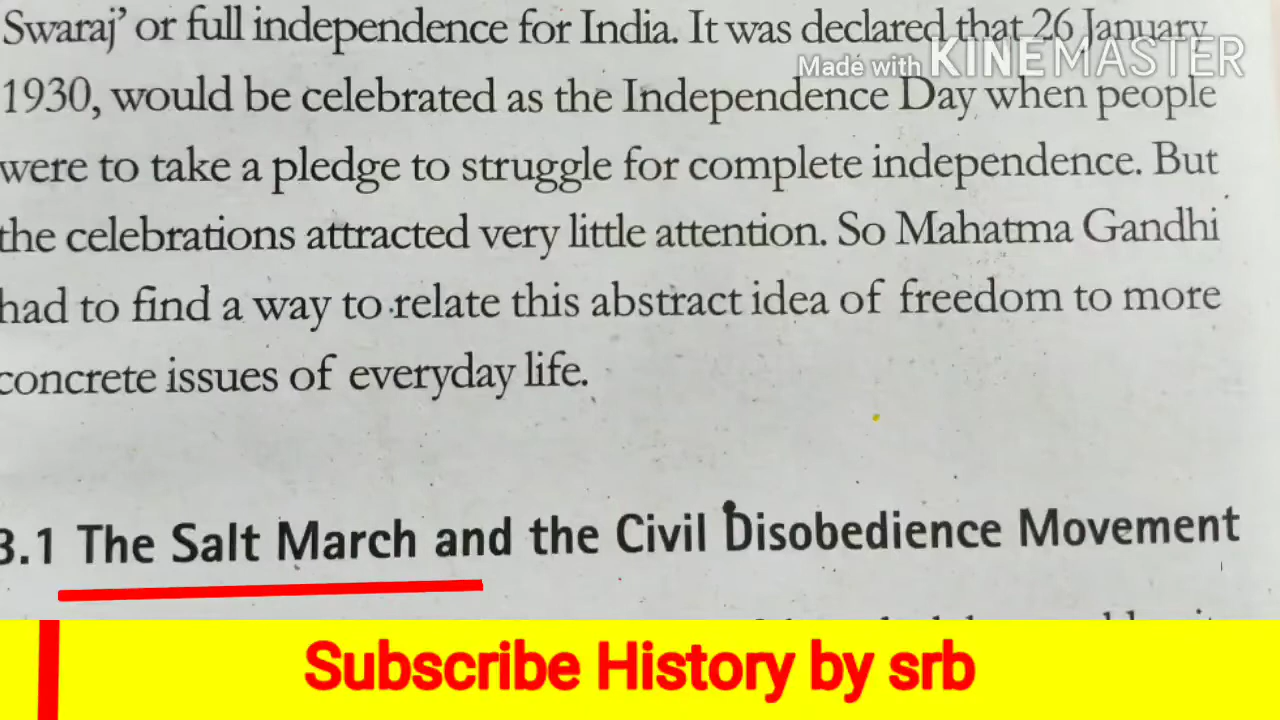 Swaraj' or full independence for India. It was declared that 26 January
Made with KINEMASTER
1930, would be celebrated as the Independence Day when people
were to take a pledge to struggle for complete independence. But
the celebrations attracted very little attention. So Mahatma Gandhi
had to find a way to relate this abstract idea of freedom to more
concrete issues of everyday life.
3.1 The Salt March and the Civil Disobedience Movement
Subscribe History by srb